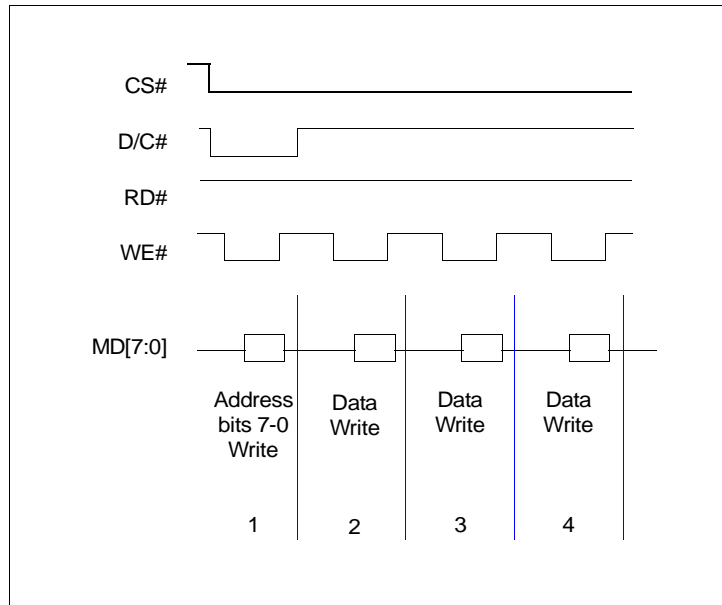 CS#
D/C#
RD#
WE#
MD[7:0]
Address
bits 7-0
Write
Data
Write
Data
Write
Data
Write
1
2
3
4